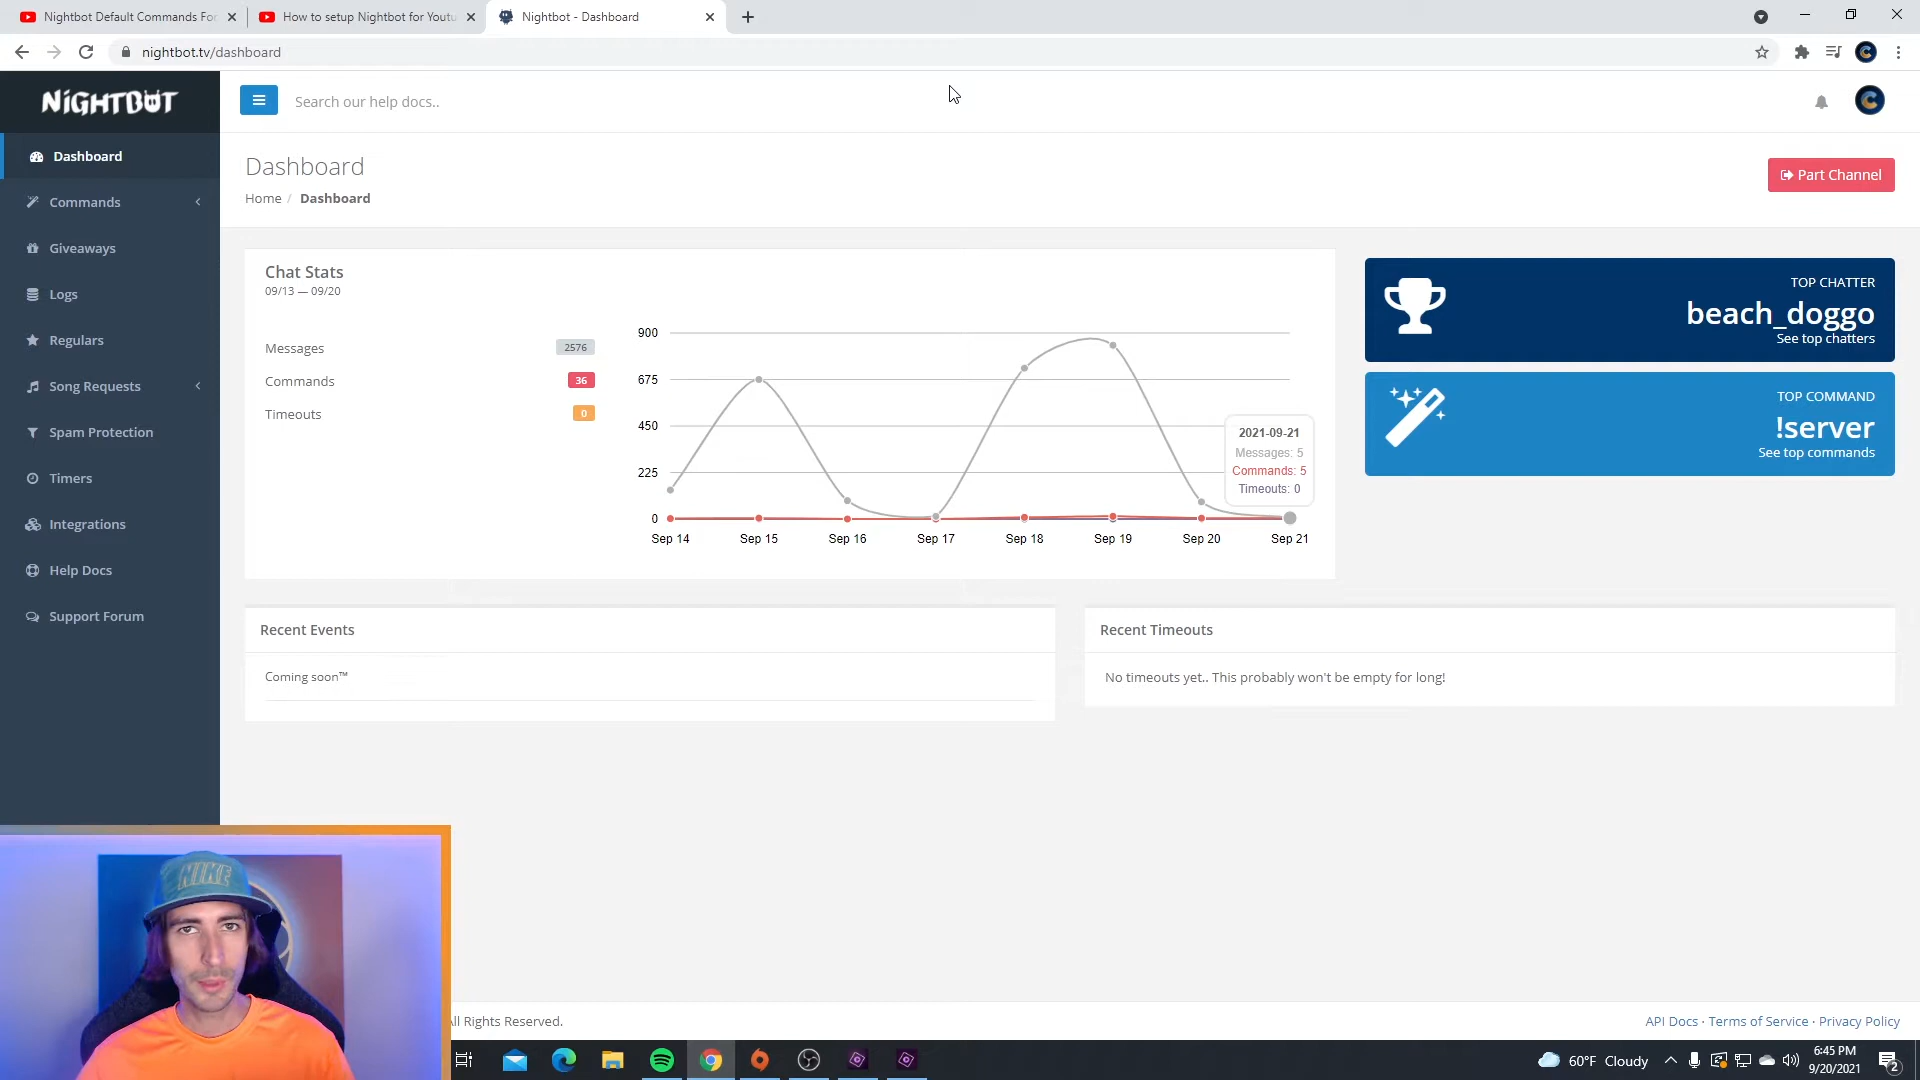 Nightbot Default Commands For
How to setup Nightbot for Youtu
Nightbot - Dashboard
nightbot.tv/dashboard
NIGHTBOT
Search our help docs..
Dashboard
Commands
Giveaways
Logs
Regulars
Song Requests
Spam Protection
Timers
Integrations
Help Docs
Support Forum
Dashboard
Home / Dashboard
Part Channel
Chat Stats
09/13 — 09/20
Messages 2576
Commands 36
Timeouts 0
900
675
450
225
0
Sep 14 Sep 15 Sep 16 Sep 17 Sep 18 Sep 19 Sep 20 Sep 21
2021-09-21
Messages: 5
Commands: 5
Timeouts: 0
TOP CHATTER
beach_doggo
See top chatters
TOP COMMAND
!server
See top commands
Recent Events
Coming soon™
Recent Timeouts
No timeouts yet.. This probably won't be empty for long!
NIKE
All Rights Reserved.
API Docs · Terms of Service · Privacy Policy
60°F Cloudy
6:45 PM
9/20/2021
2